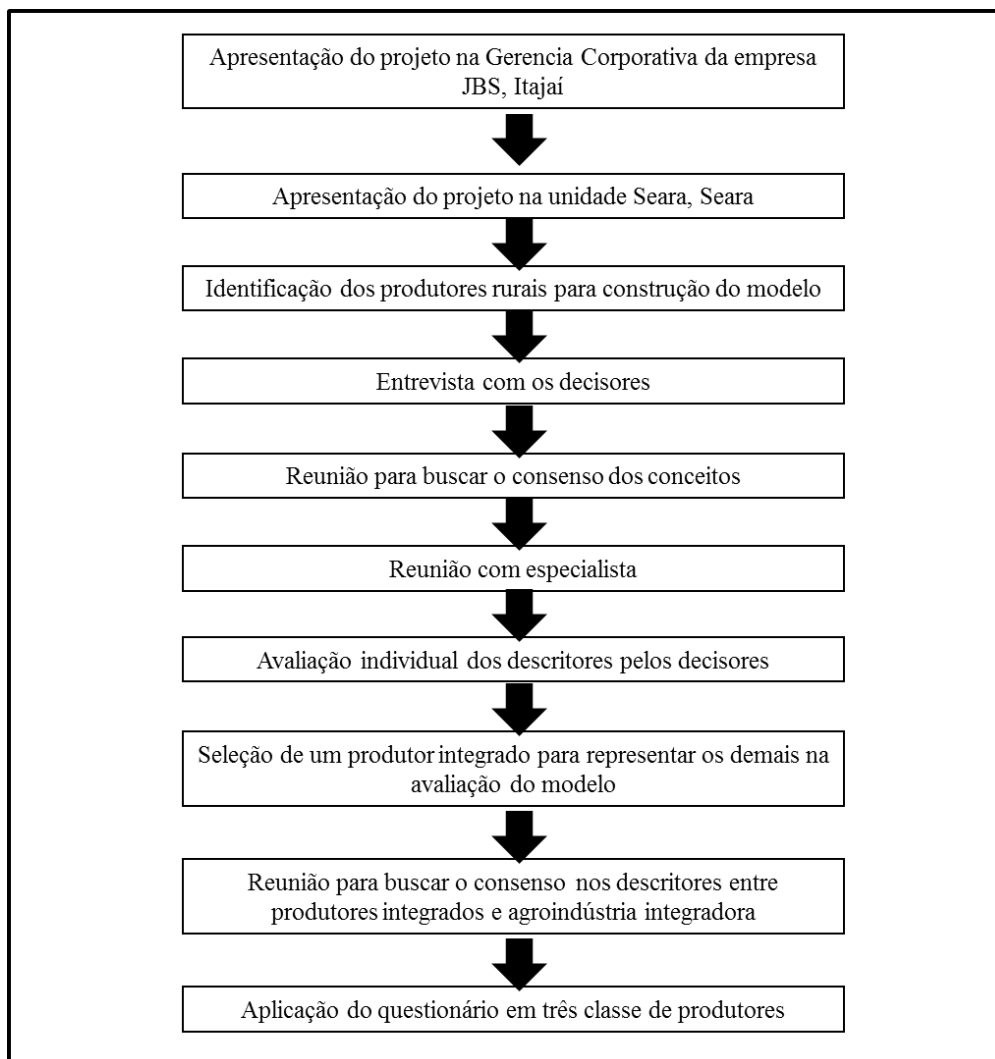 Apresentação do projeto na Gerencia Corporativa da empresa
JBS, Itajaí
Apresentação do projeto na unidade Seara, Seara
Identificação dos produtores rurais para construção do modelo
Entrevista com os decisores
Reunião para buscar o consenso dos conceitos
Reunião com especialista
Avaliação individual dos descritores pelos decisores
Seleção de um produtor integrado para representar os demais na
avaliação do modelo
Reunião para buscar o consenso nos descritores entre
produtores integrados e agroindústria integradora
Aplicação do questionário em três classe de produtores